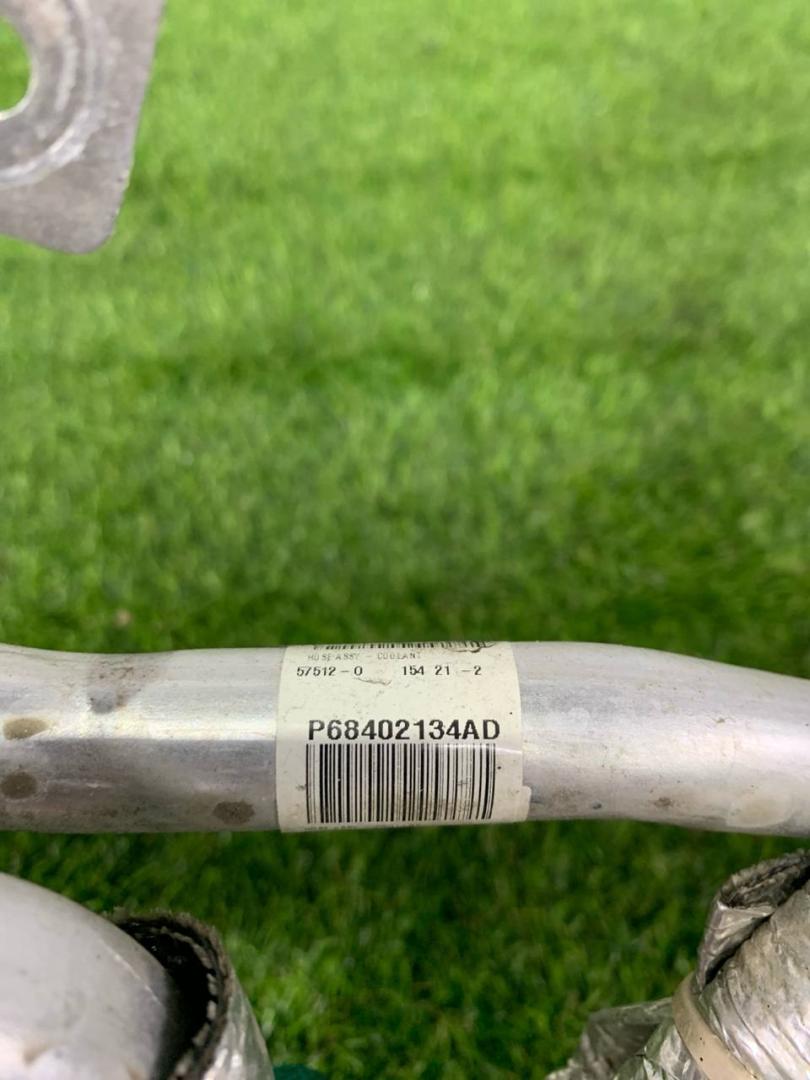 HOSE ASSY - COOLANT
57512-0 154 21 -2
P68402134AD